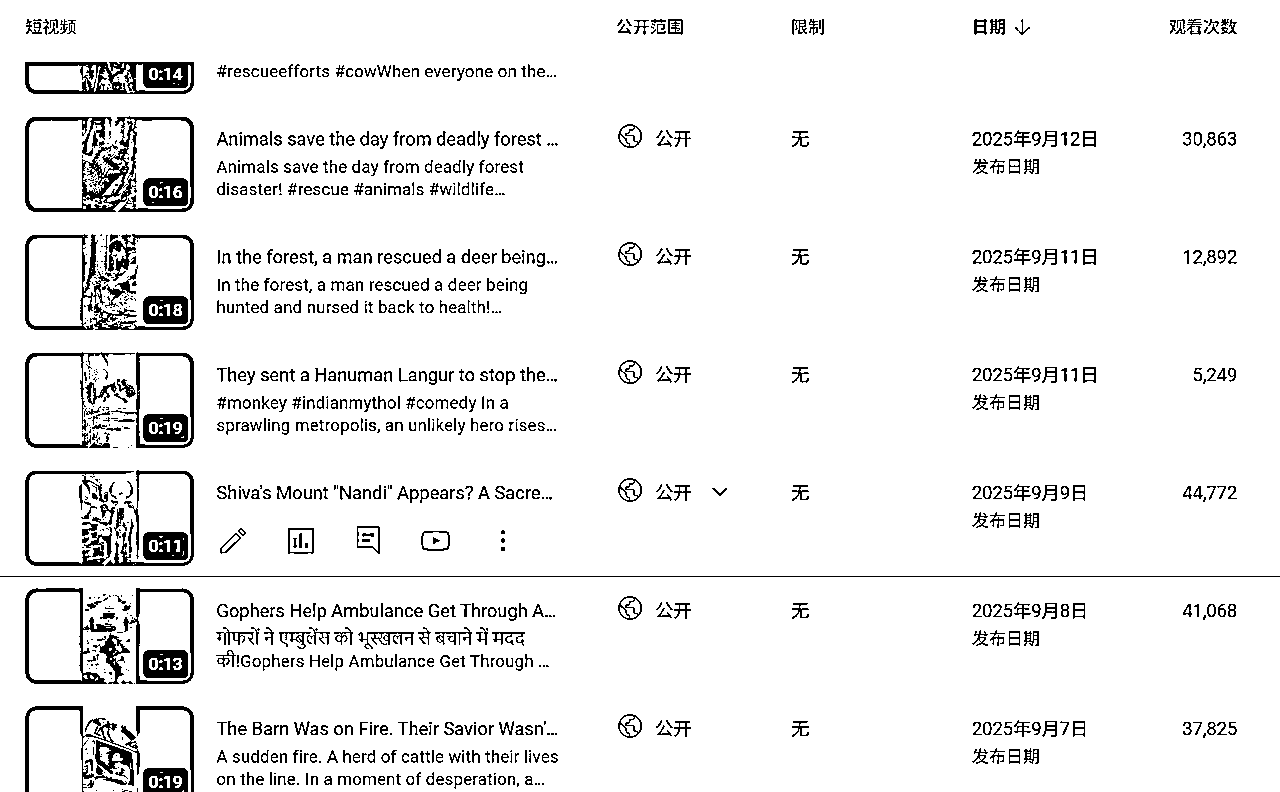 短视频 公开范围 限制 日期 观看次数
0:14 #rescueefforts #cowWhen everyone on the…
Animals save the day from deadly forest … 公开 无 2025年9月12日 30,863
Animals save the day from deadly forest 发布日期
disaster! #rescue #animals #wildlife…
0:16
In the forest, a man rescued a deer being… 公开 无 2025年9月11日 12,892
In the forest, a man rescued a deer being 发布日期
hunted and nursed it back to health!…
0:18
They sent a Hanuman Langur to stop the… 公开 无 2025年9月11日 5,249
#monkey #indianmythol #comedy In a 发布日期
sprawling metropolis, an unlikely hero rises…
0:19
Shiva's Mount "Nandi" Appears? A Sacre… 公开 无 2025年9月9日 44,772
发布日期
0:11
Gophers Help Ambulance Get Through A… 公开 无 2025年9月8日 41,068
गोफरों ने एम्बुलेंस को भूस्खलन से बचाने में मदद 发布日期
की!Gophers Help Ambulance Get Through …
0:13
The Barn Was on Fire. Their Savior Wasn'… 公开 无 2025年9月7日 37,825
A sudden fire. A herd of cattle with their lives 发布日期
on the line. In a moment of desperation, a…
0:19